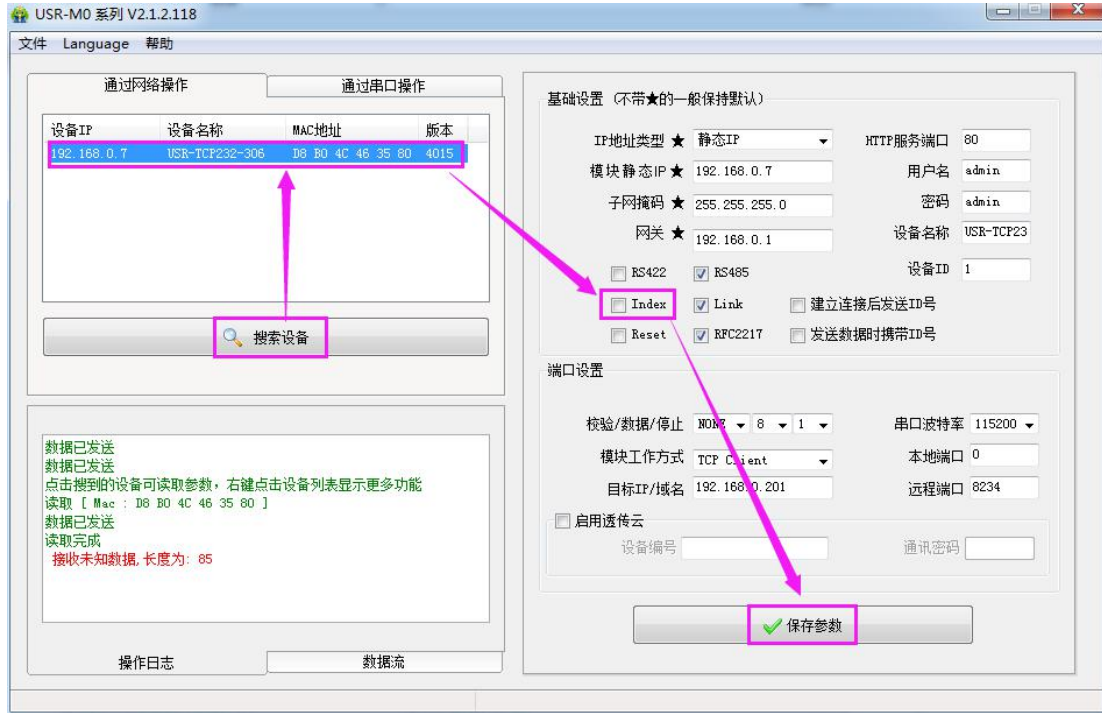 USR-M0 系列 V2.1.2.118
文件 Language 帮助
通过网络操作 通过串口操作
设备IP 设备名称 MAC地址 版本
192.168.0.7 USR-TCP232-306 D8 B0 4C 46 35 80 4015
搜索设备
数据已发送
数据已发送
点击搜到的设备可读取参数，右键点击设备列表显示更多功能
读取 [ Mac : D8 B0 4C 46 35 80 ]
数据已发送
读取完成
接收未知数据,长度为: 85
操作日志 数据流
基础设置 (不带★的一般保持默认)
IP地址类型 ★ 静态IP HTTP服务端口 80
模块静态IP ★ 192.168.0.7 用户名 admin
子网掩码 ★ 255.255.255.0 密码 admin
网关 ★ 192.168.0.1 设备名称 USR-TCP23
RS422 RS485 设备ID 1
Index Link 建立连接后发送ID号
Reset RFC2217 发送数据时携带ID号
端口设置
校验/数据/停止 NONE 8 1 串口波特率 115200
模块工作方式 TCP Client 本地端口 0
目标IP/域名 192.168.0.201 远程端口 8234
启用透传云
设备编号 通讯密码
保存参数